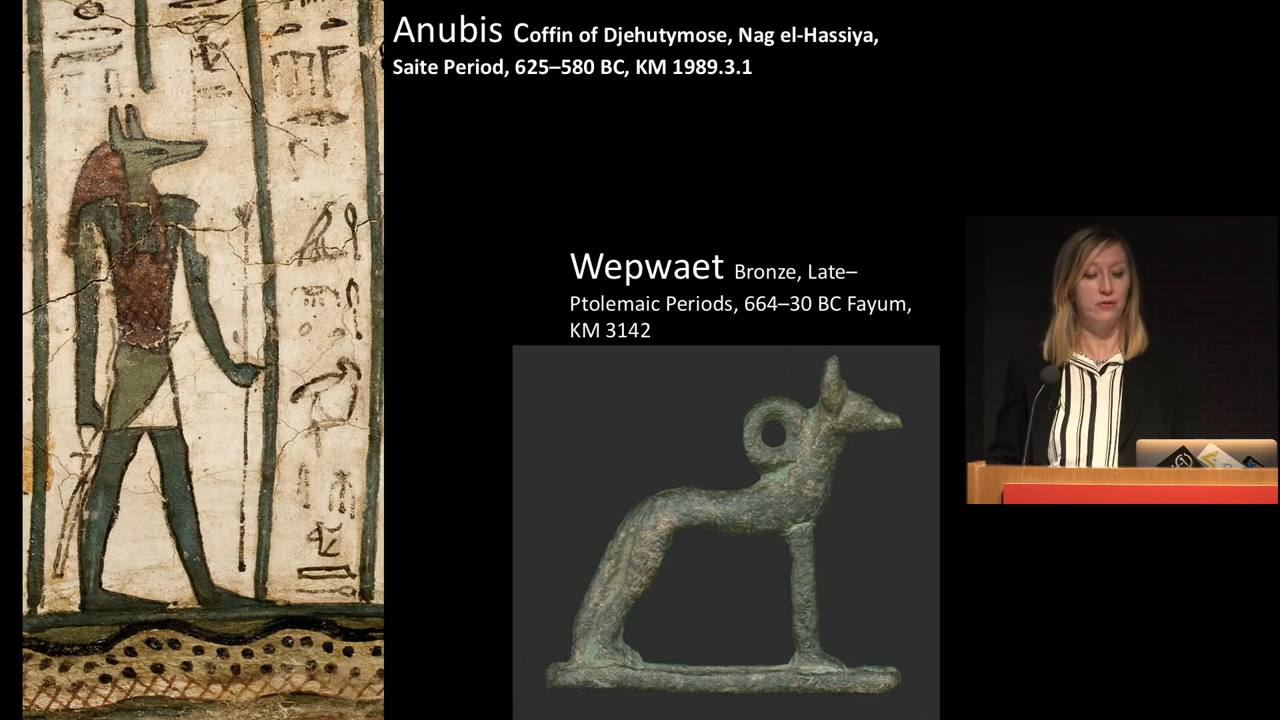 Anubis Coffin of Djehutymose, Nag el-Hassiya,
Saite Period, 625–580 BC, KM 1989.3.1
Wepwaet Bronze, Late–
Ptolemaic Periods, 664–30 BC Fayum,
KM 3142